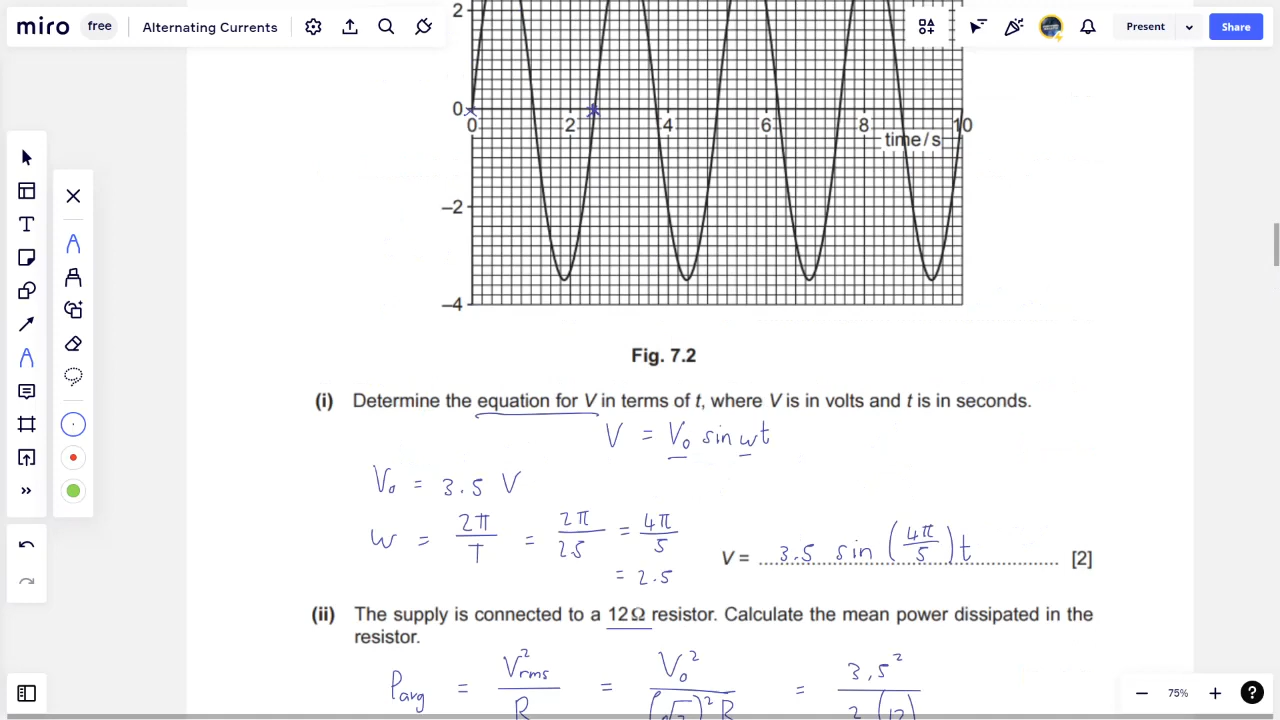 miro free Alternating Currents Present Share
2
0
0 2 4 6 8 10
time/s
–2
–4
Fig. 7.2
(i) Determine the equation for V in terms of t, where V is in volts and t is in seconds.
V = V₀ sin ωt
V₀ = 3.5 V
ω = 2π/T = 2π/2.5 = 4π/5
= 2.5
V = 3.5 sin (4π/5) t [2]
(ii) The supply is connected to a 12 Ω resistor. Calculate the mean power dissipated in the
resistor.
Pavg = V²rms/R = V₀²/(√2)² R = 3.5²/2 (12)
75%